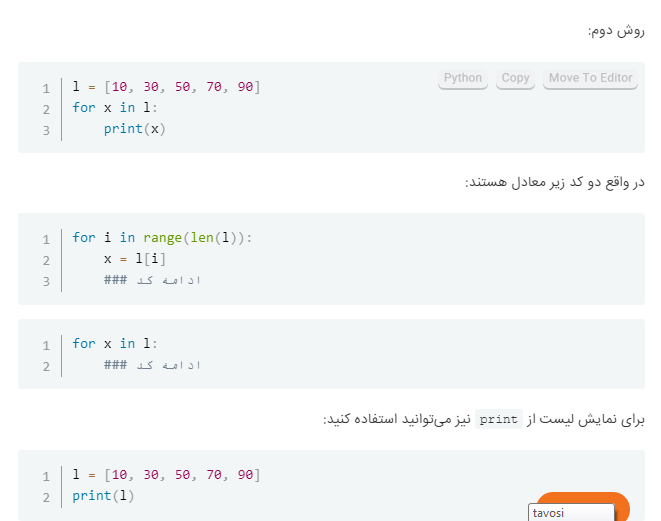 روش دوم:
Python Copy Move To Editor
1 l = [10, 30, 50, 70, 90]
2 for x in l:
3     print(x)
در واقع دو کد زیر معادل هستند:
1 for i in range(len(l)):
2     x = l[i]
3     ### ادامه کد
1 for x in l:
2     ### ادامه کد
برای نمایش لیست از print نیز می‌توانید استفاده کنید:
1 l = [10, 30, 50, 70, 90]
2 print(l)
tavosi